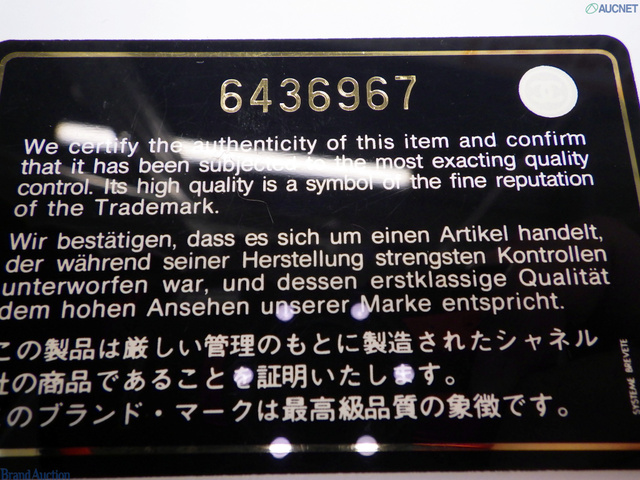 AUCNET
6436967
We certify the authenticity of this item and confirm
that it has been subjected to the most exacting quality
control. Its high quality is a symbol of the fine reputation
of the Trademark.
Wir bestätigen, dass es sich um einen Artikel handelt,
der während seiner Herstellung strengsten Kontrollen
unterworfen war, und dessen erstklassige Qualität
dem hohen Ansehen unserer Marke entspricht.
この製品は厳しい管理のもとに製造されたシャネル
社の商品であることを証明いたします。
このブランド・マークは最高級品質の象徴です。
SYSTEME BREVETE
Brand Auction